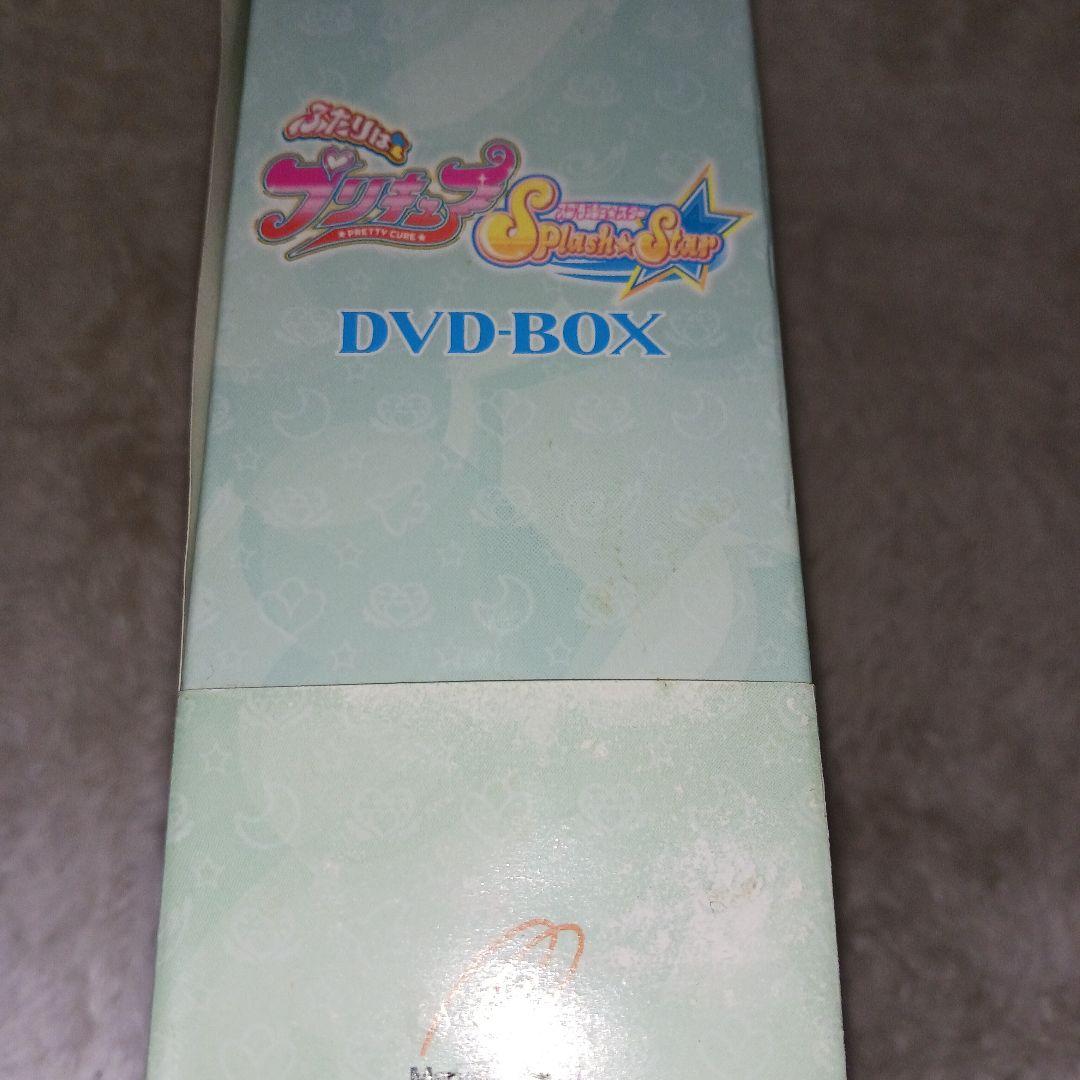 ふたりは
プリキュア
★PRETTY CURE★
スプラッシュ☆スター
Splash★Star
DVD-BOX